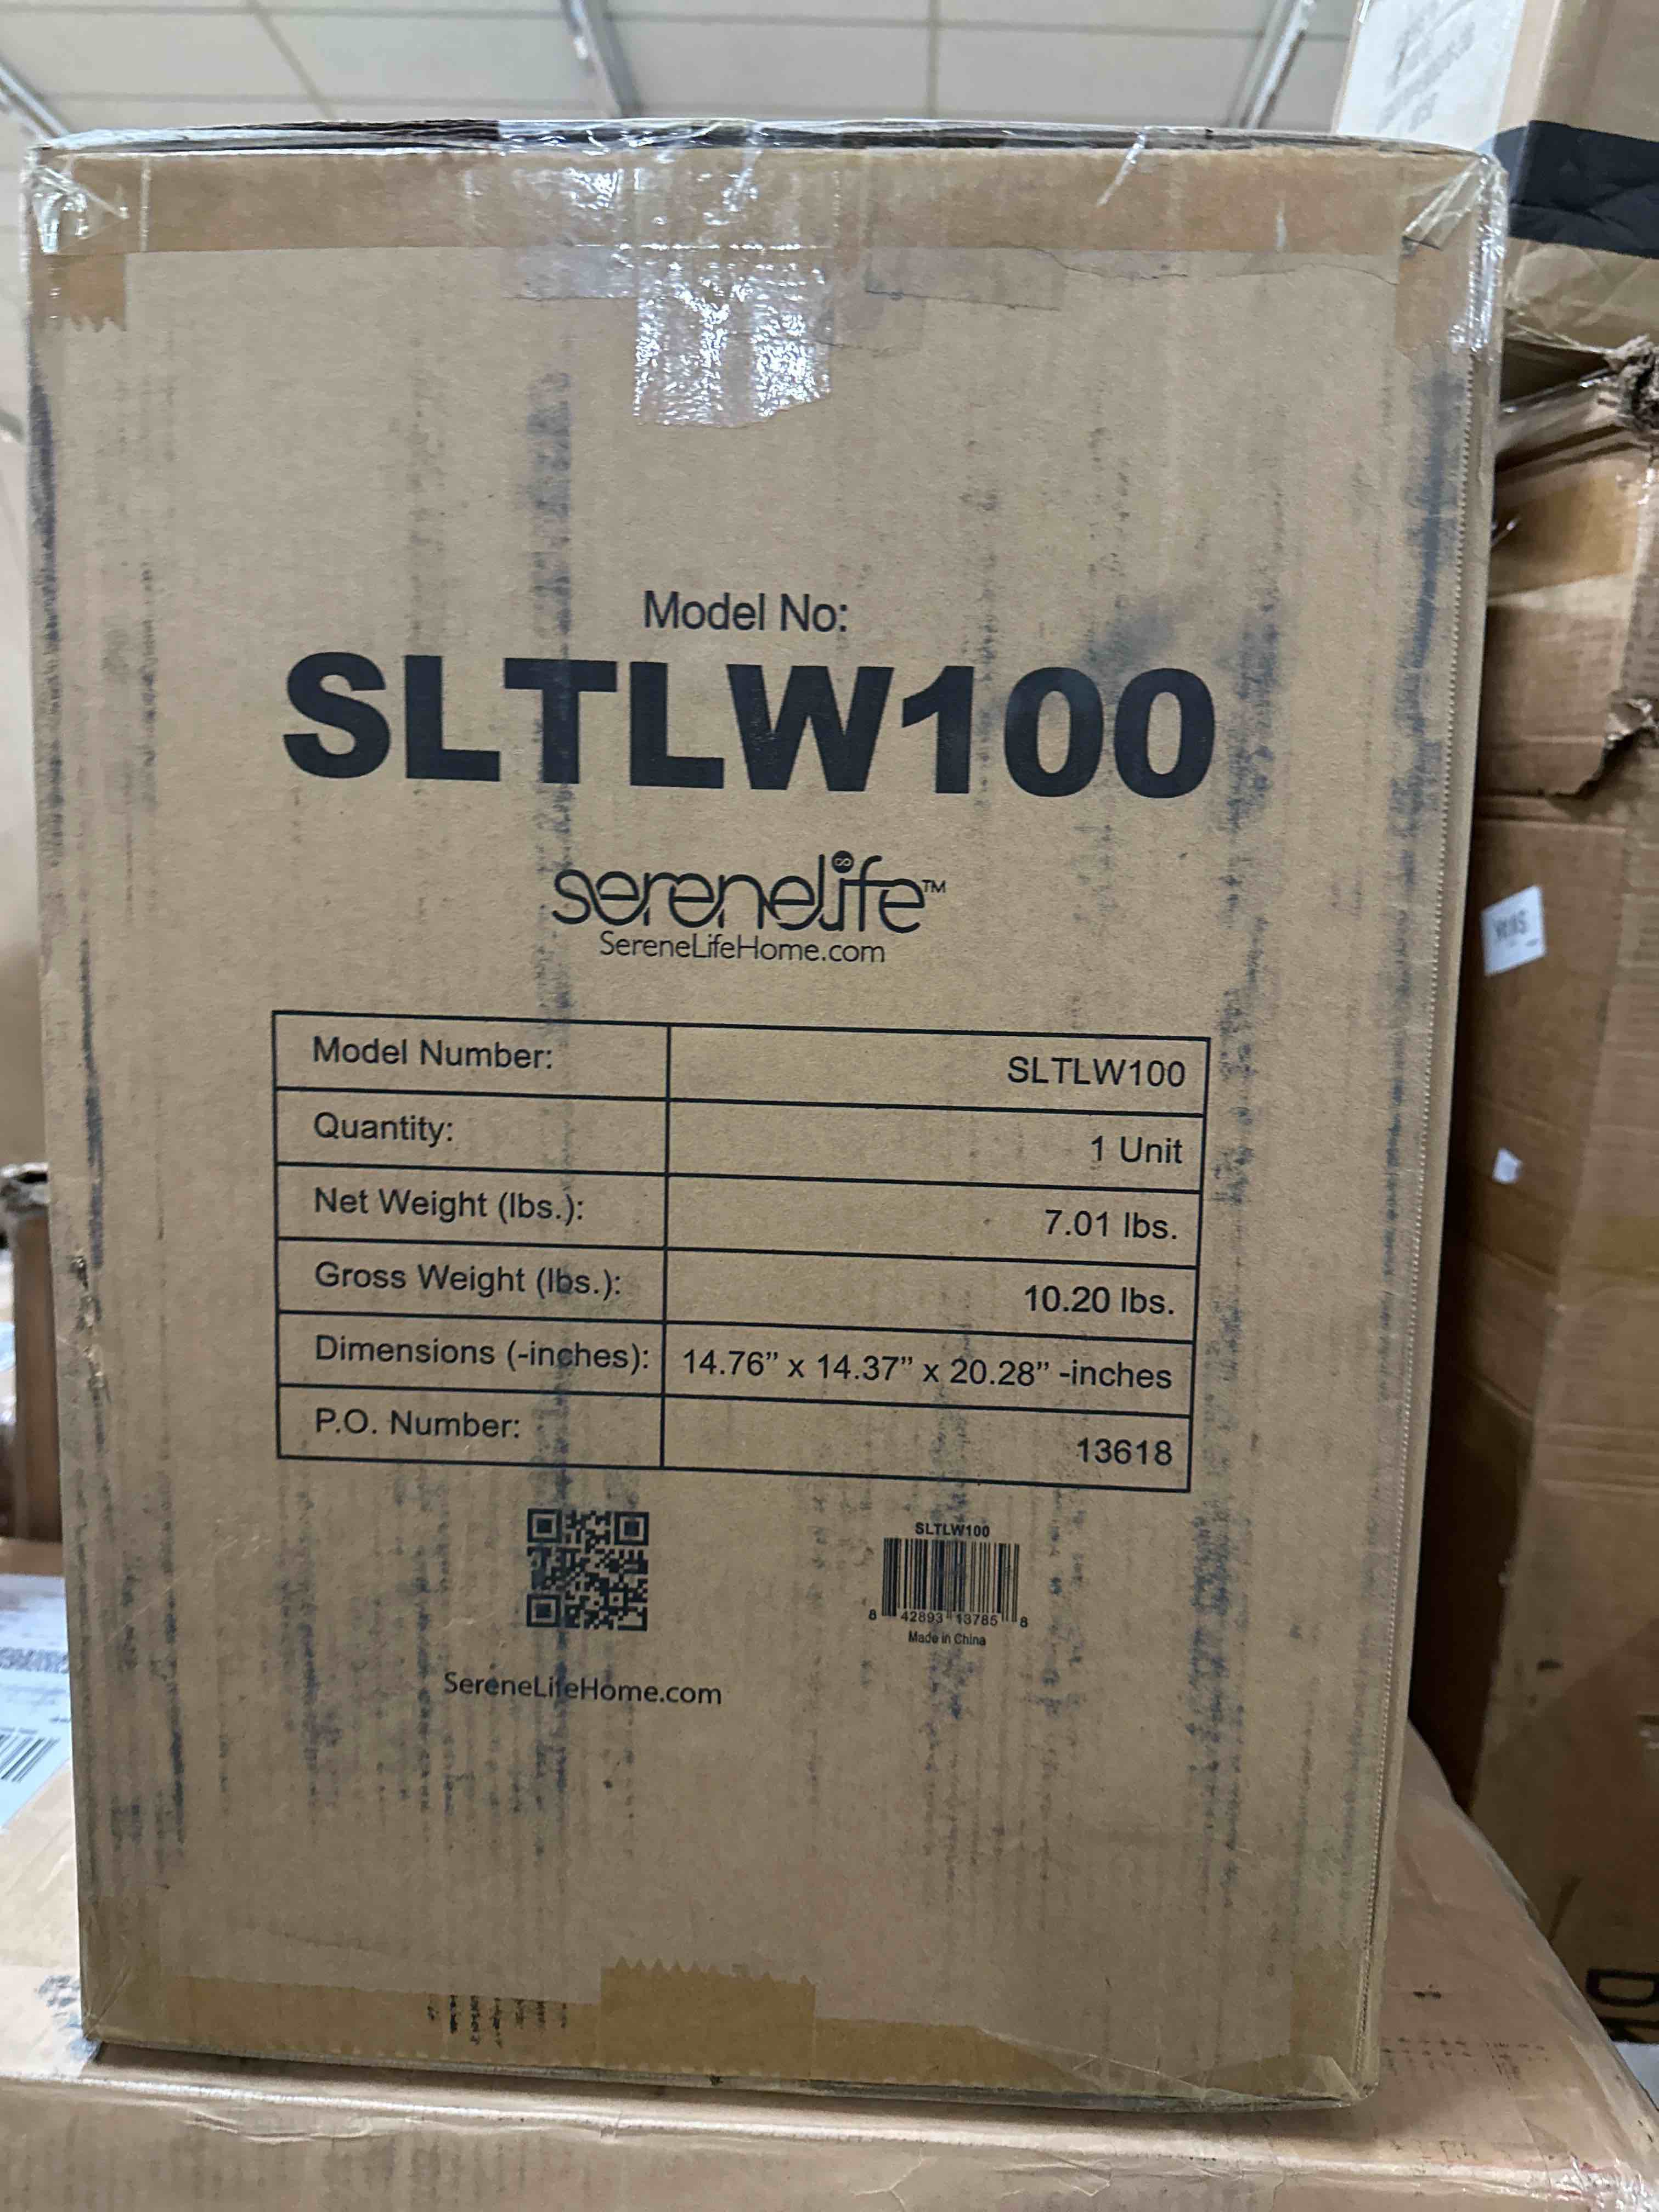 Model No:
SLTLW100
serenelife™
SereneLifeHome.com
Model Number: SLTLW100
Quantity: 1 Unit
Net Weight (lbs.): 7.01 lbs.
Gross Weight (lbs.): 10.20 lbs.
Dimensions (-inches): 14.76” x 14.37” x 20.28” -inches
P.O. Number: 13618
SLTLW100
8 42893 13785 8
Made in China
SereneLifeHome.com